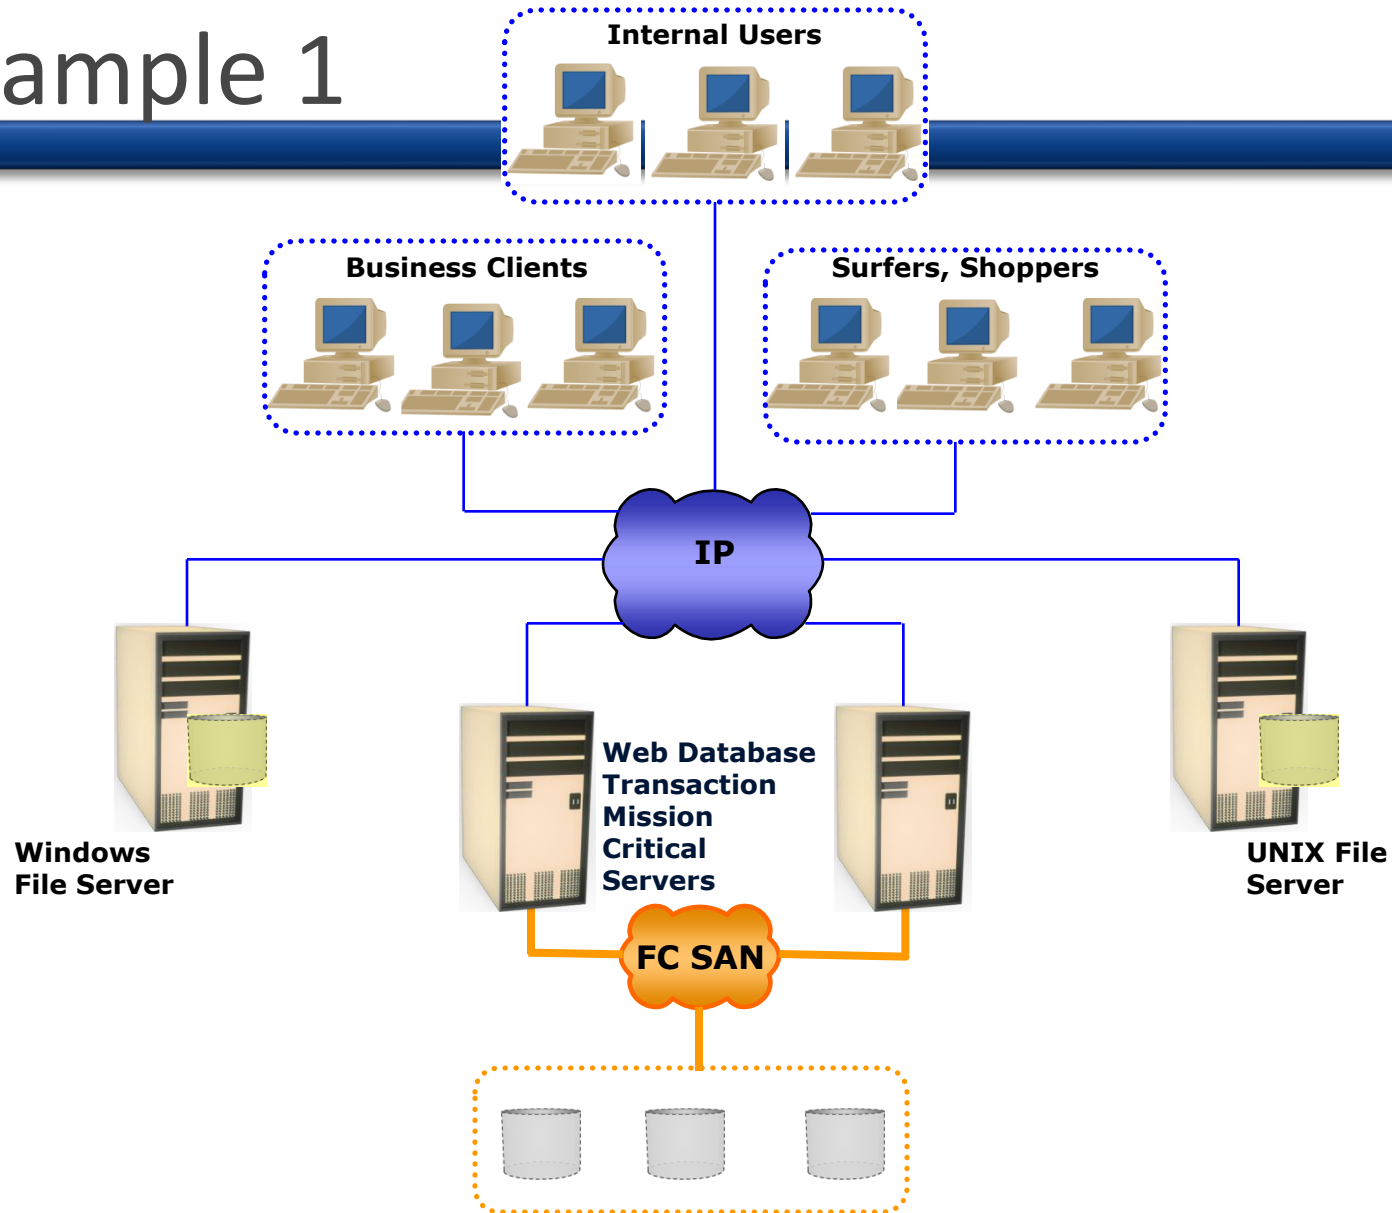 ample 1
Internal Users
Business Clients
Surfers, Shoppers
IP
Web Database
Transaction
Mission
Critical
Servers
Windows
File Server
UNIX File
Server
FC SAN